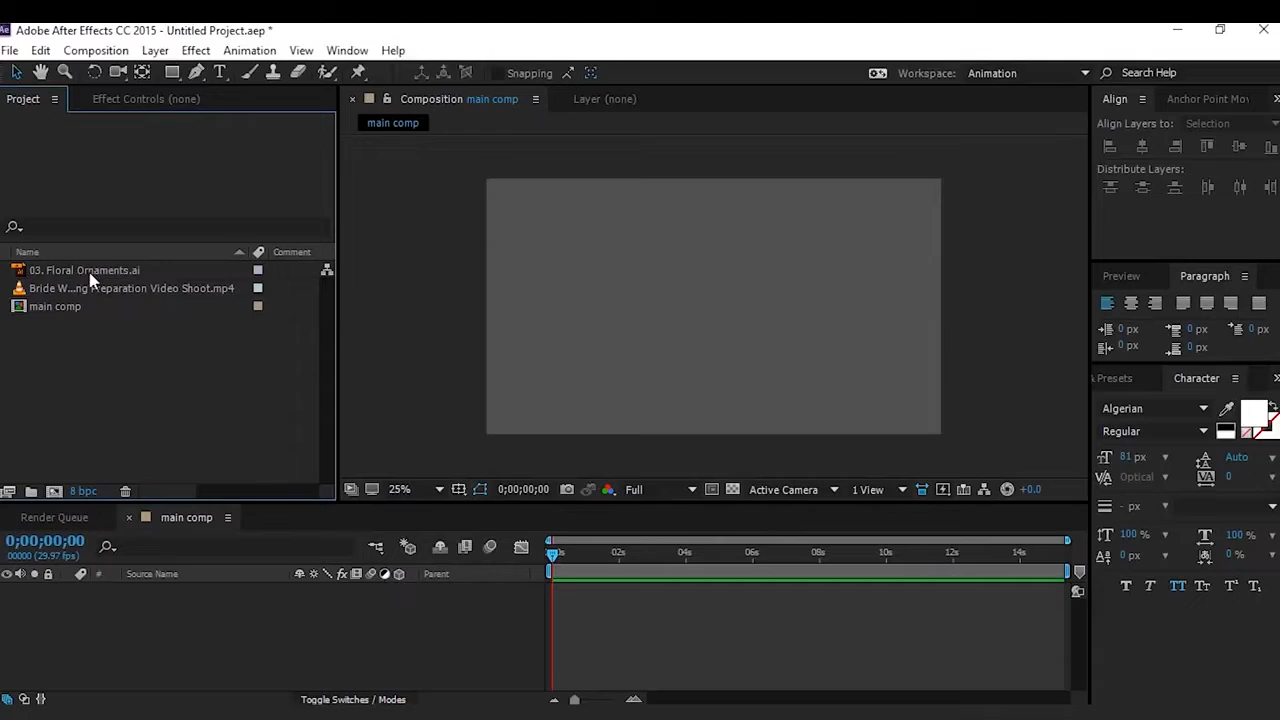 Ae Adobe After Effects CC 2015 - Untitled Project.aep *
File Edit Composition Layer Effect Animation View Window Help
T Snapping Workspace: Animation Search Help
Project Effect Controls (none)
Composition main comp Layer (none)
main comp
Align Anchor Point Mov
Align Layers to: Selection
Distribute Layers:
Name Comment
03. Floral Ornaments.ai
Bride W...ng Preparation Video Shoot.mp4
main comp
Preview Paragraph
0 px 0 px 0 px
0 px 0 px
Presets Character
Algerian
Regular
81 px Auto
Optical 0
- px
100 % 100 %
0 px 0 %
T T TT Tt T¹ T₁
8 bpc
25% 0;00;00;00 Full Active Camera 1 View +0.0
Render Queue main comp
0;00;00;00
00000 (29.97 fps)
# Source Name fx Parent
02s 04s 06s 08s 10s 12s 14s
Toggle Switches / Modes